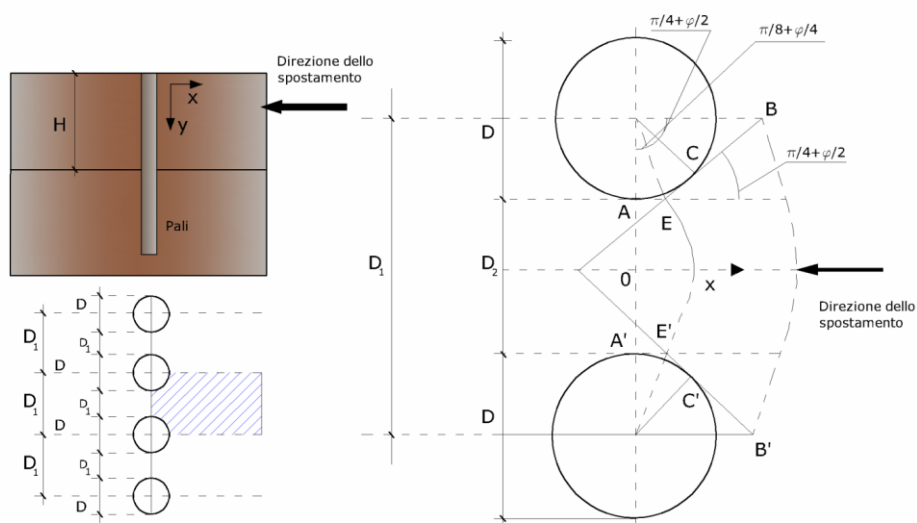 Direzione dello
spostamento
H
x
y
Pali
D
D₁
D₁
D
D₁
D₁
D
D₁
D₁
D
π/4+φ/2
π/8+φ/4
D
B
C
π/4+φ/2
A
E
D₁
D₂
0
x
Direzione dello
spostamento
A'
E'
C'
D
B'